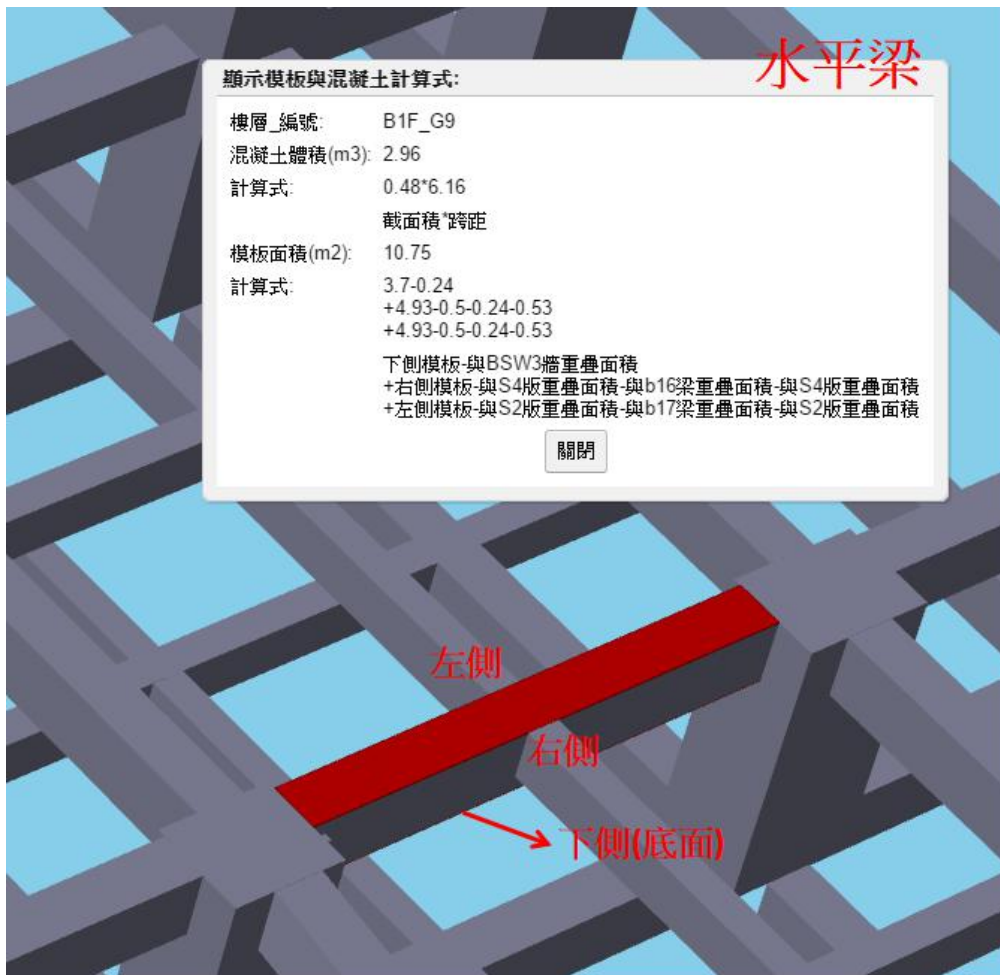 水平梁
顯示模板與混凝土計算式:
樓層_編號: B1F_G9
混凝土體積(m3): 2.96
計算式: 0.48*6.16
截面積*跨距
模板面積(m2): 10.75
計算式: 3.7-0.24
+4.93-0.5-0.24-0.53
+4.93-0.5-0.24-0.53
下側模板-與BSW3牆重疊面積
+右側模板-與S4版重疊面積-與b16梁重疊面積-與S4版重疊面積
+左側模板-與S2版重疊面積-與b17梁重疊面積-與S2版重疊面積
關閉
左側
右側
下側(底面)